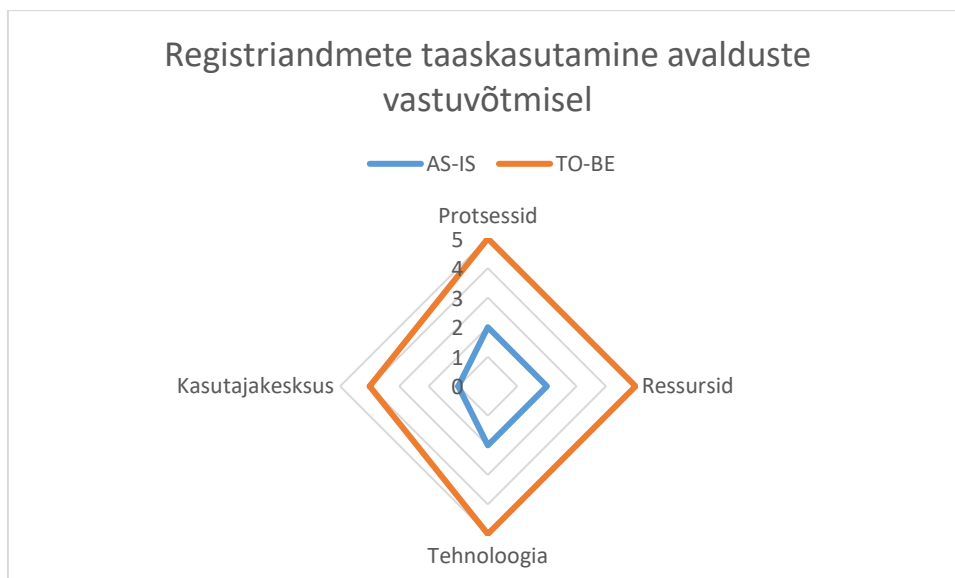 Registriandmete taaskasutamine avalduste
vastuvõtmisel
AS-IS TO-BE
Protsessid
5
4
3
2
1
0
Kasutajakesksus
Ressursid
Tehnoloogia